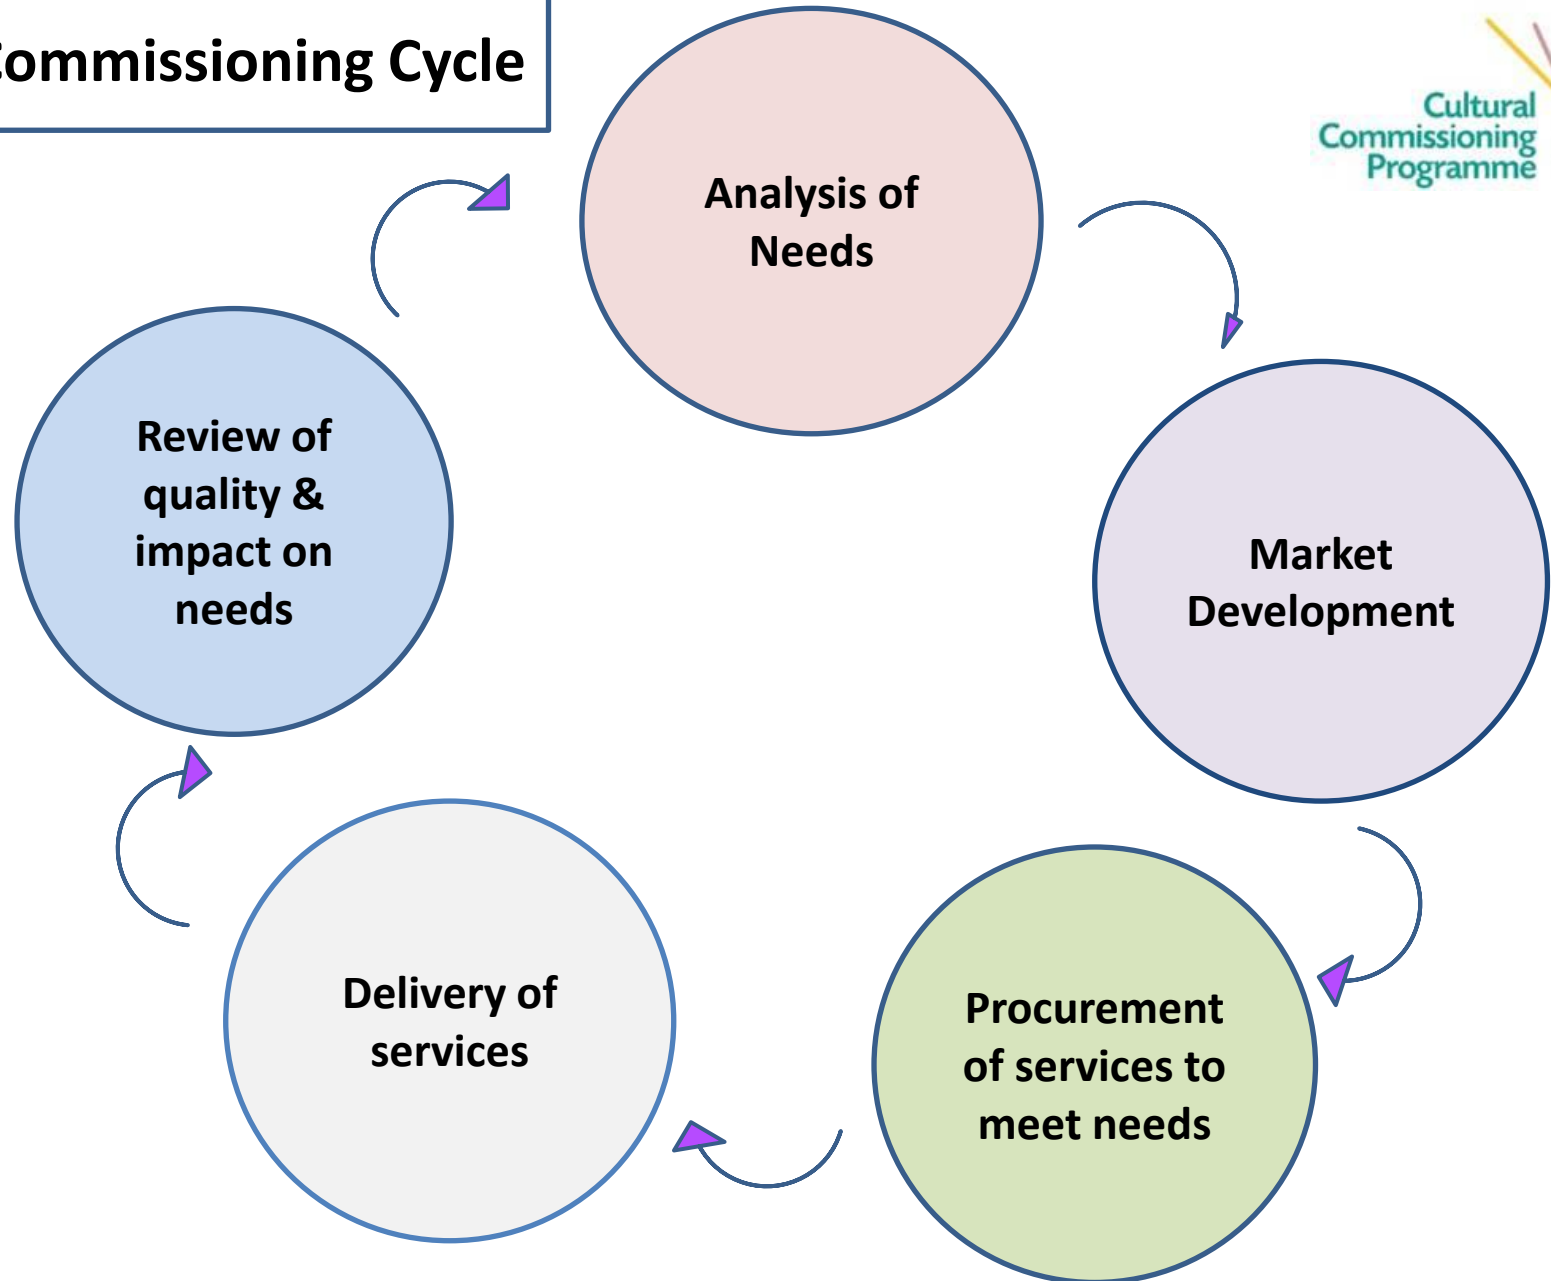 Commissioning Cycle
Cultural
Commissioning
Programme
Analysis of
Needs
Market
Development
Procurement
of services to
meet needs
Delivery of
services
Review of
quality &
impact on
needs